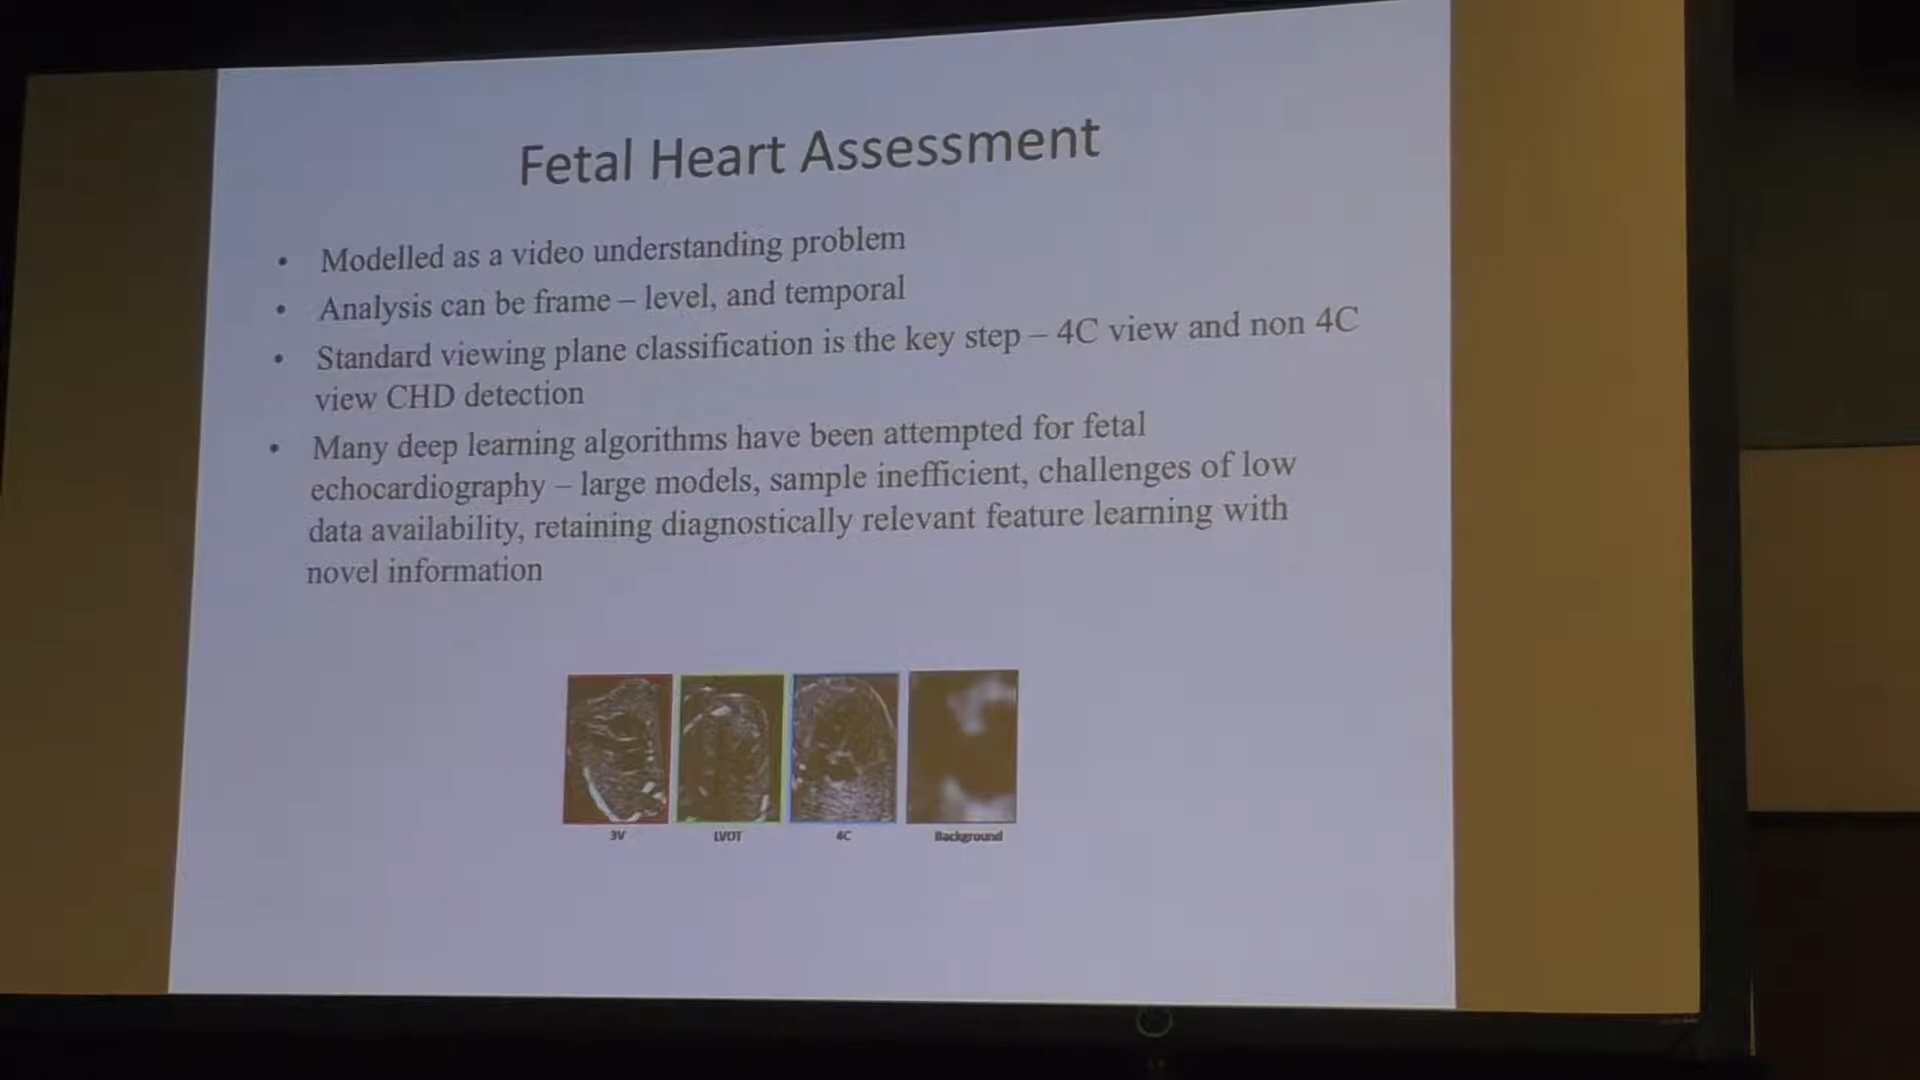 Fetal Heart Assessment
• Modelled as a video understanding problem
• Analysis can be frame – level, and temporal
• Standard viewing plane classification is the key step – 4C view and non 4C
view CHD detection
• Many deep learning algorithms have been attempted for fetal
echocardiography – large models, sample inefficient, challenges of low
data availability, retaining diagnostically relevant feature learning with
novel information
3V LVOT 4C Background